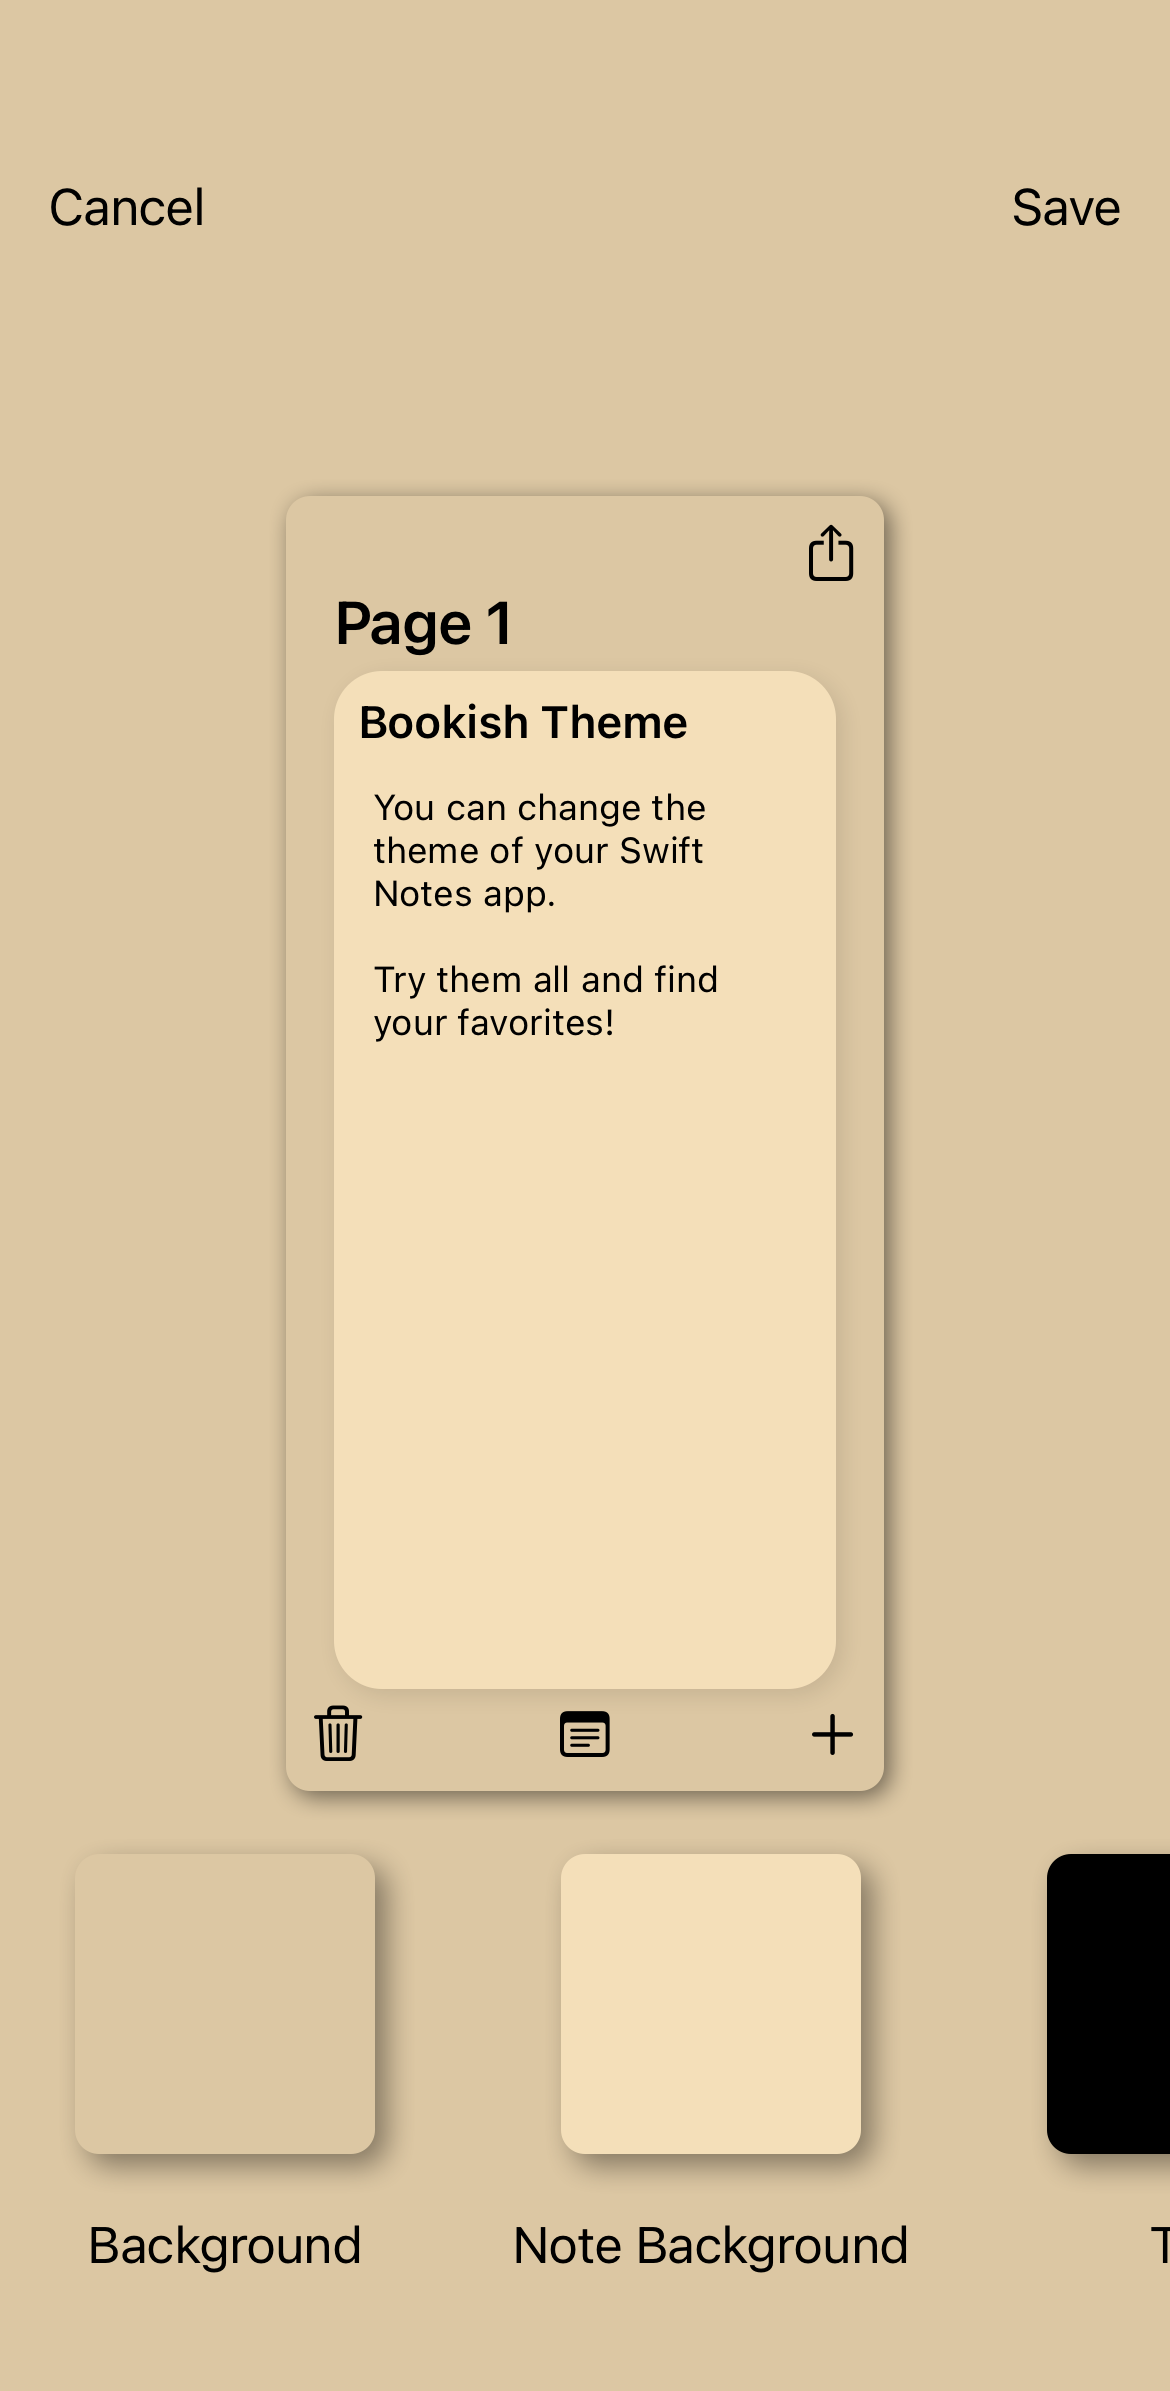 Cancel
Save
Page 1
Bookish Theme
You can change the
theme of your Swift
Notes app.
Try them all and find
your favorites!
Background
Note Background